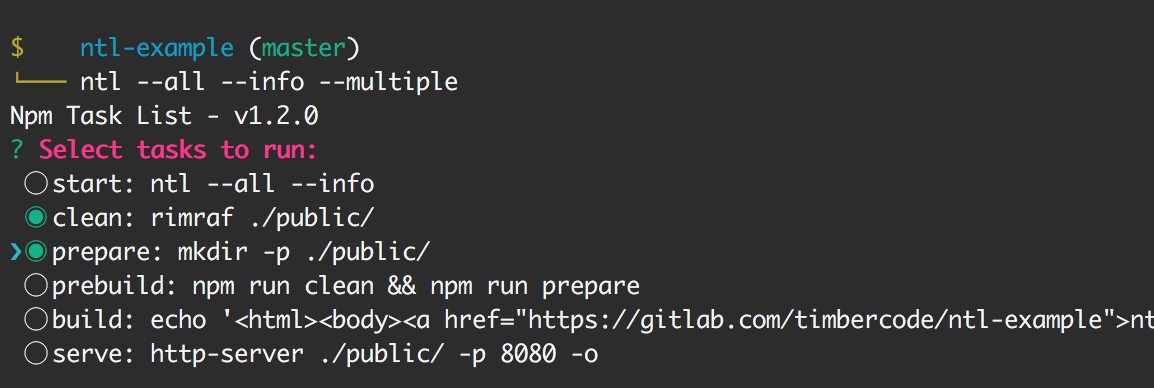 $ ntl-example (master)
└── ntl --all --info --multiple
Npm Task List - v1.2.0
? Select tasks to run:
◯start: ntl --all --info
◉clean: rimraf ./public/
❯◉prepare: mkdir -p ./public/
◯prebuild: npm run clean && npm run prepare
◯build: echo '<html><body><a href="https://gitlab.com/timbercode/ntl-example">nt
◯serve: http-server ./public/ -p 8080 -o